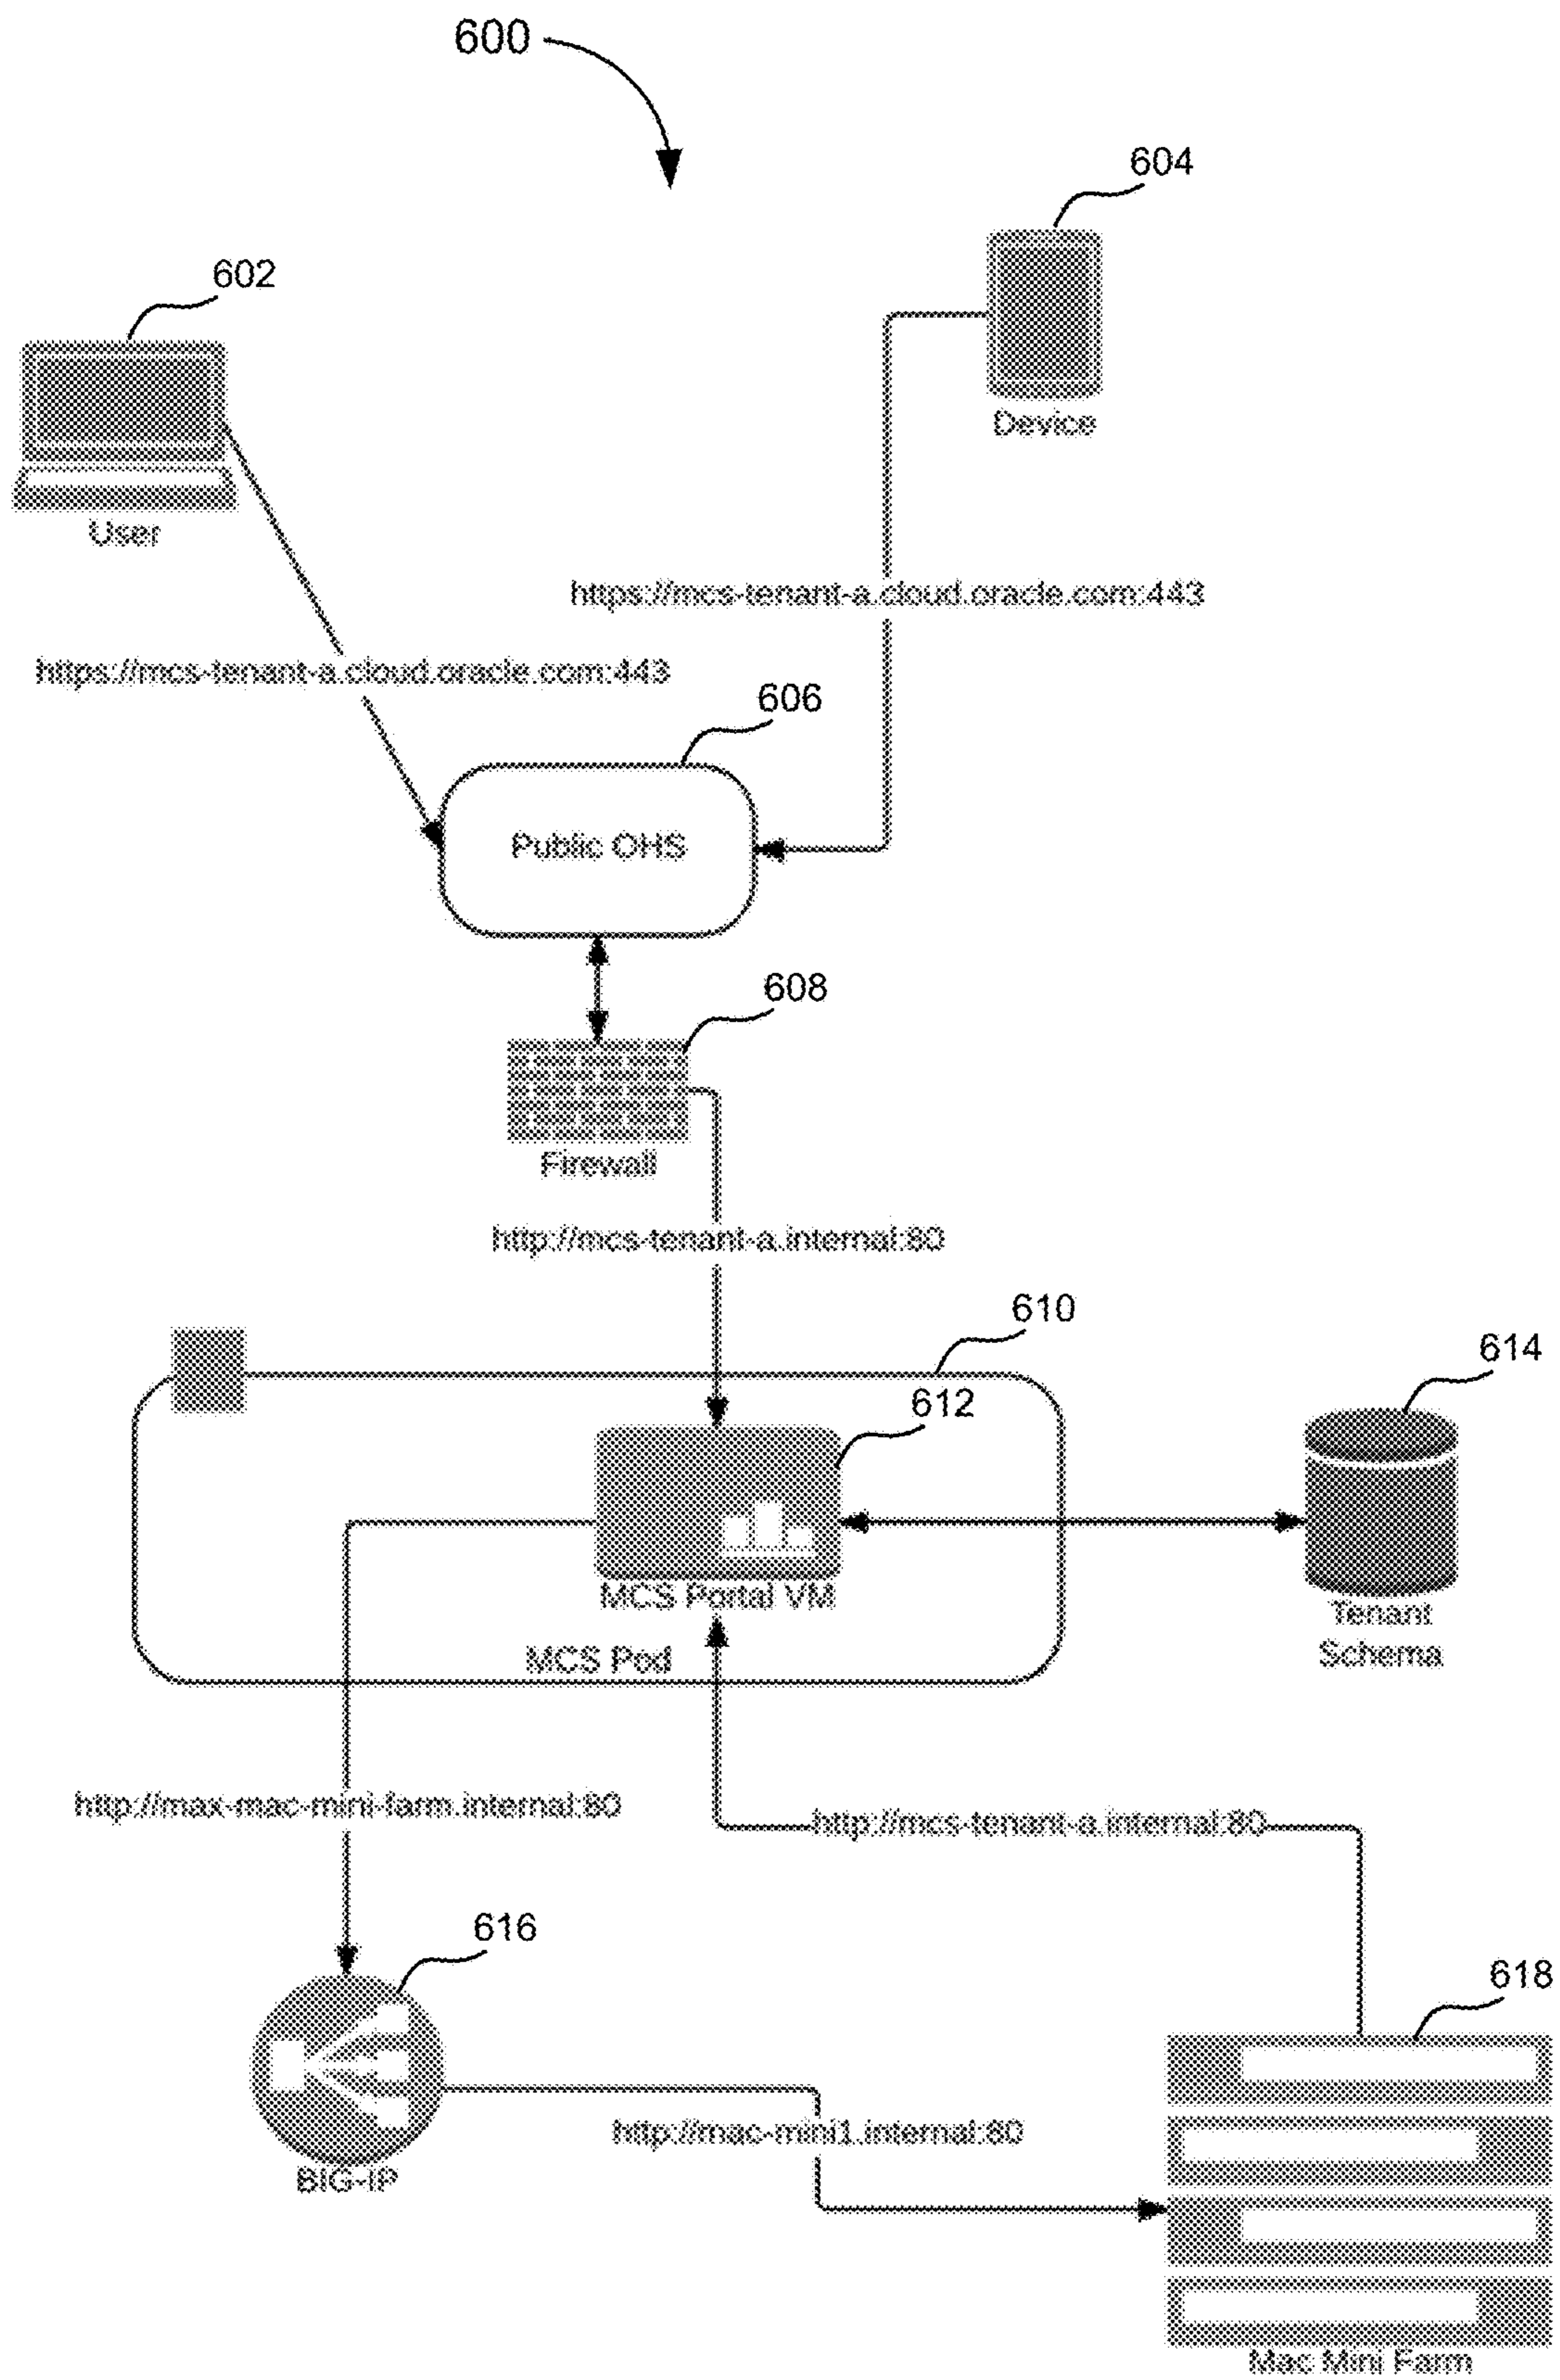 600
604
602
Device
User
https://mcs-tenant-a.cloud.oracle.com:443
https://mcs-tenant-a.cloud.oracle.com:443
606
Public OHS
608
Firewall
http://mcs-tenant-a.internal:80
610
614
612
MCS Portal VM
Tenant
Schema
MCS Pod
http://max-mac-mini-farm.internal:80
http://mcs-tenant-a.internal:80
616
618
http://mac-mini1.internal:80
BIG-IP
Mac Mini Farm